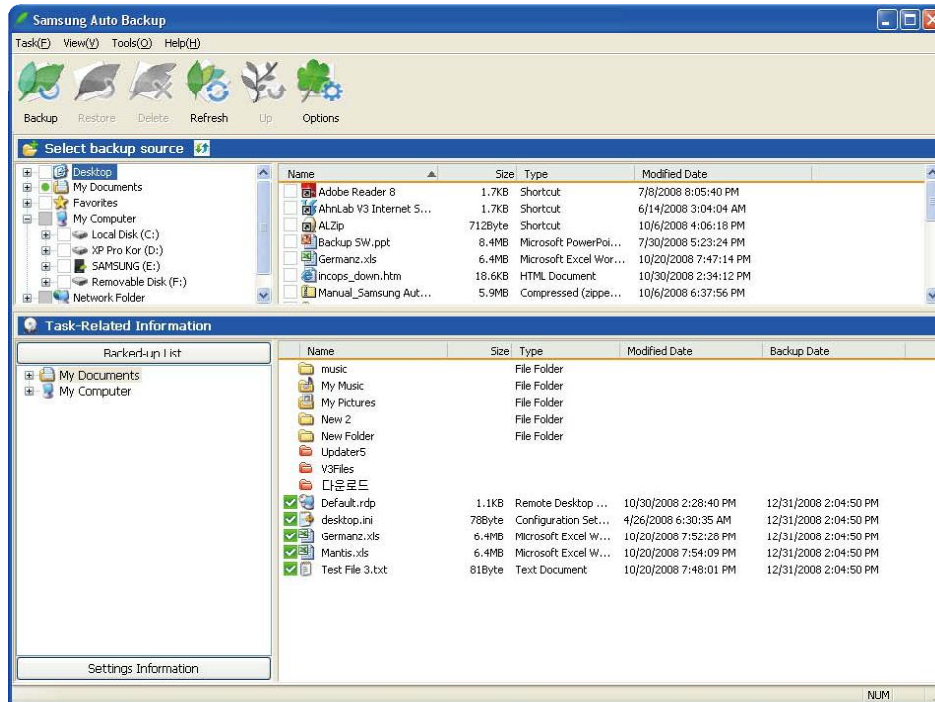 Samsung Auto Backup
Task(F) View(V) Tools(O) Help(H)
Backup Restore Delete Refresh Up Options
Select backup source
Desktop
My Documents
Favorites
My Computer
Local Disk (C:)
XP Pro Kor (D:)
SAMSUNG (E:)
Removable Disk (F:)
Network Folder
Name Size Type Modified Date
Adobe Reader 8 1.7KB Shortcut 7/8/2008 8:05:40 PM
AhnLab V3 Internet S... 1.7KB Shortcut 6/14/2008 3:04:04 AM
ALZip 712Byte Shortcut 10/6/2008 4:06:18 PM
Backup SW.ppt 8.4MB Microsoft PowerPoi... 7/30/2008 5:23:24 PM
Germanz.xls 6.4MB Microsoft Excel Wor... 10/20/2008 7:47:14 PM
incops_down.htm 18.6KB HTML Document 10/30/2008 2:34:12 PM
Manual_Samsung Aut... 5.9MB Compressed (zippe... 10/6/2008 6:37:56 PM
Task-Related Information
Backed-up List
My Documents
My Computer
Settings Information
Name Size Type Modified Date Backup Date
music File Folder
My Music File Folder
My Pictures File Folder
New 2 File Folder
New Folder File Folder
Updater5
V3Files
다운로드
Default.rdp 1.1KB Remote Desktop ... 10/30/2008 2:28:40 PM 12/31/2008 2:04:50 PM
desktop.ini 78Byte Configuration Set... 4/26/2008 6:30:35 AM 12/31/2008 2:04:50 PM
Germanz.xls 6.4MB Microsoft Excel W... 10/20/2008 7:52:28 PM 12/31/2008 2:04:50 PM
Mantis.xls 6.4MB Microsoft Excel W... 10/20/2008 7:54:09 PM 12/31/2008 2:04:50 PM
Test File 3.txt 81Byte Text Document 10/20/2008 7:48:01 PM 12/31/2008 2:04:50 PM
NUM